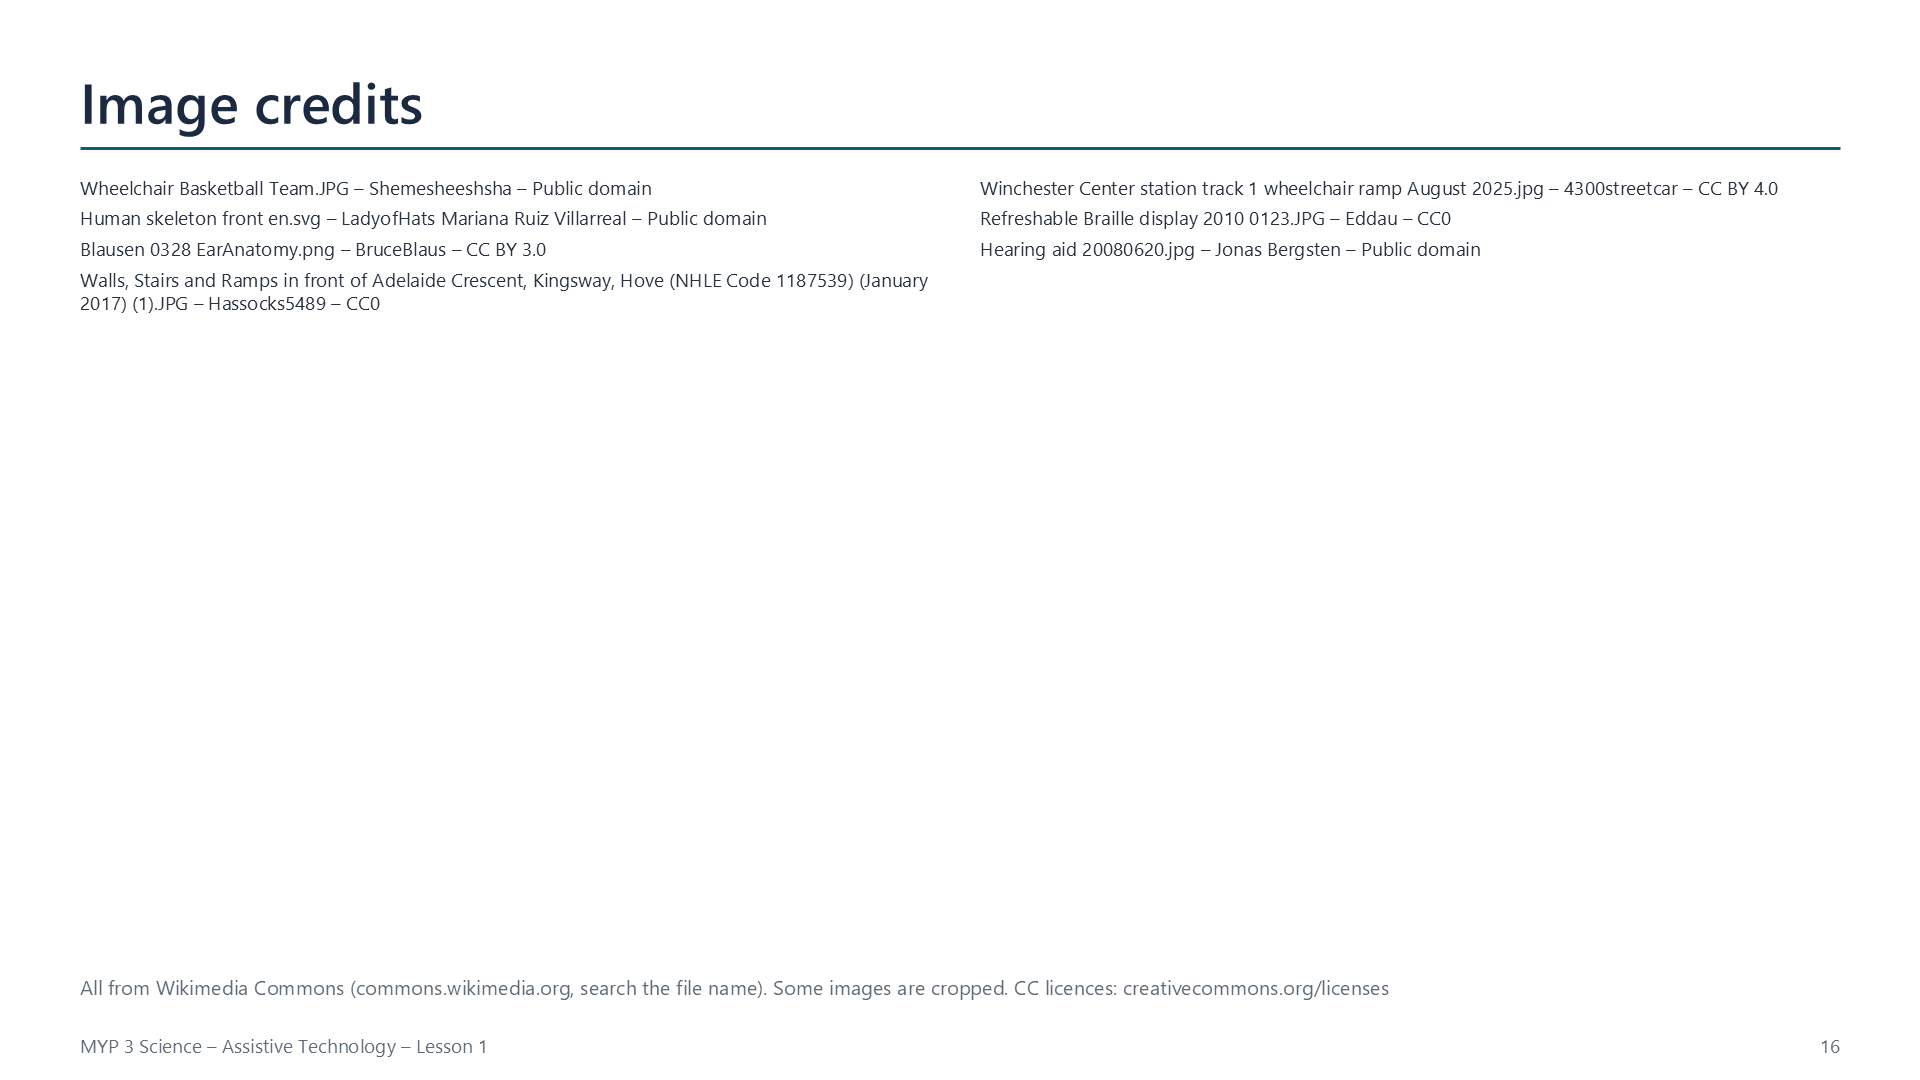 Image credits
Wheelchair Basketball Team.JPG – Shemesheeshsha – Public domain
Human skeleton front en.svg – LadyofHats Mariana Ruiz Villarreal – Public domain
Blausen 0328 EarAnatomy.png – BruceBlaus – CC BY 3.0
Walls, Stairs and Ramps in front of Adelaide Crescent, Kingsway, Hove (NHLE Code 1187539) (January
2017) (1).JPG – Hassocks5489 – CC0
Winchester Center station track 1 wheelchair ramp August 2025.jpg – 4300streetcar – CC BY 4.0
Refreshable Braille display 2010 0123.JPG – Eddau – CC0
Hearing aid 20080620.jpg – Jonas Bergsten – Public domain
All from Wikimedia Commons (commons.wikimedia.org, search the file name). Some images are cropped. CC licences: creativecommons.org/licenses
MYP 3 Science – Assistive Technology – Lesson 1
16